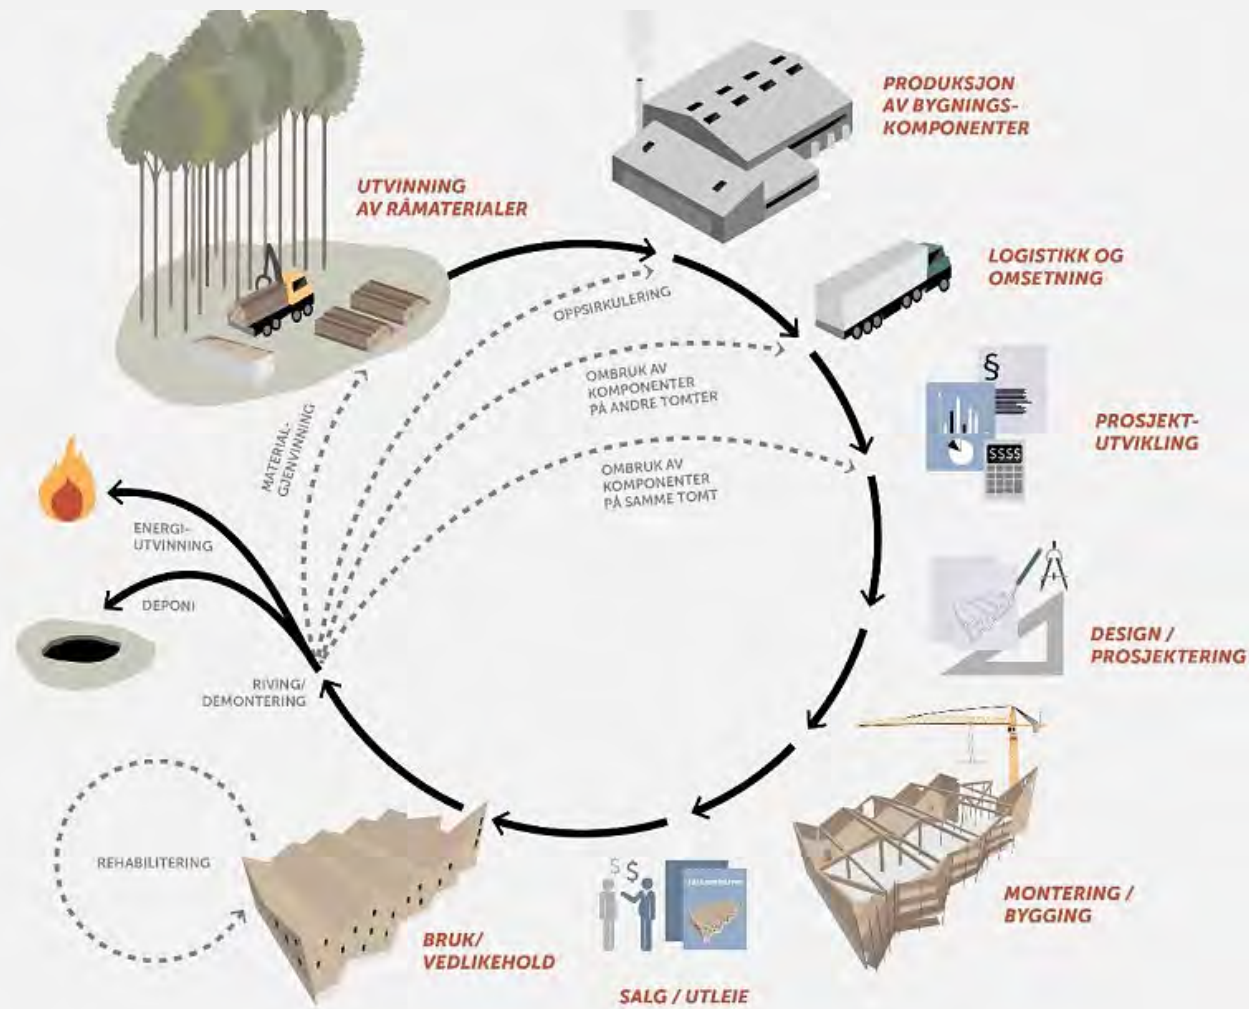 PRODUKSJON
AV BYGNINGS-
KOMPONENTER
UTVINNING
AV RÅMATERIALER
LOGISTIKK OG
OMSETNING
OPPSIRKULERING
§
OMBRUK AV
KOMPONENTER
PÅ ANDRE TOMTER
MATERIAL-
GJENVINNING
PROSJEKT-
UTVIKLING
$$$$
OMBRUK AV
KOMPONENTER
PÅ SAMME TOMT
ENERGI-
UTVINNING
DEPONI
DESIGN /
PROSJEKTERING
RIVING/
DEMONTERING
REHABILITERING
$ $
MONTERING /
BYGGING
BRUK/
VEDLIKEHOLD
SALG / UTLEIE